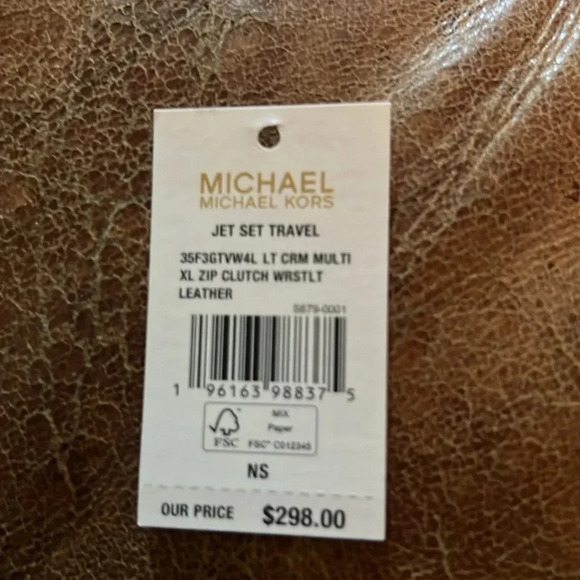 MICHAEL
MICHAEL KORS
JET SET TRAVEL
35F3GTVW4L LT CRM MULTI
XL ZIP CLUTCH WRSTLT
LEATHER
S679-0001
1 96163 98837 5
MIX
Paper
FSC FSC® C012345
NS
OUR PRICE $298.00